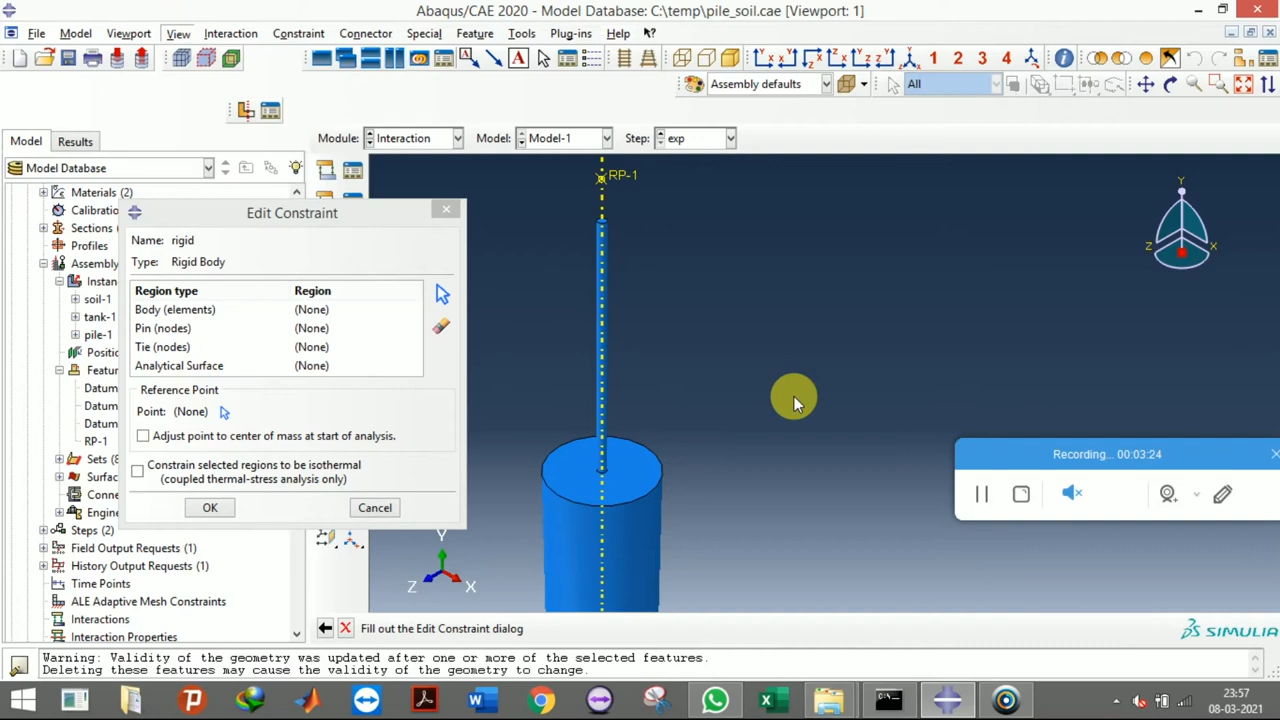 Abaqus/CAE 2020 - Model Database: C:\temp\pile_soil.cae [Viewport: 1]
File Model Viewport View Interaction Constraint Connector Special Feature Tools Plug-ins Help
1 2 3 4
Assembly defaults All
Model Results
Module: Interaction Model: Model-1 Step: exp
Model Database
Materials (2)
Calibratio
Sections
Profiles
Assembly
Instan
soil-1
tank-1
pile-1
Positio
Featur
Datum
Datum
Datum
RP-1
Sets (8
Surfac
Conne
Engine
Steps (2)
Field Output Requests (1)
History Output Requests (1)
Time Points
ALE Adaptive Mesh Constraints
Interactions
Interaction Properties
Edit Constraint
Name: rigid
Type: Rigid Body
Region type Region
Body (elements) (None)
Pin (nodes) (None)
Tie (nodes) (None)
Analytical Surface (None)
Reference Point
Point: (None)
Adjust point to center of mass at start of analysis.
Constrain selected regions to be isothermal
(coupled thermal-stress analysis only)
OK Cancel
RP-1
Y
Z X
Y
Z X
Recording... 00:03:24
Fill out the Edit Constraint dialog
SIMULIA
Warning: Validity of the geometry was updated after one or more of the selected features.
Deleting these features may cause the validity of the geometry to change.
23:57
08-03-2021